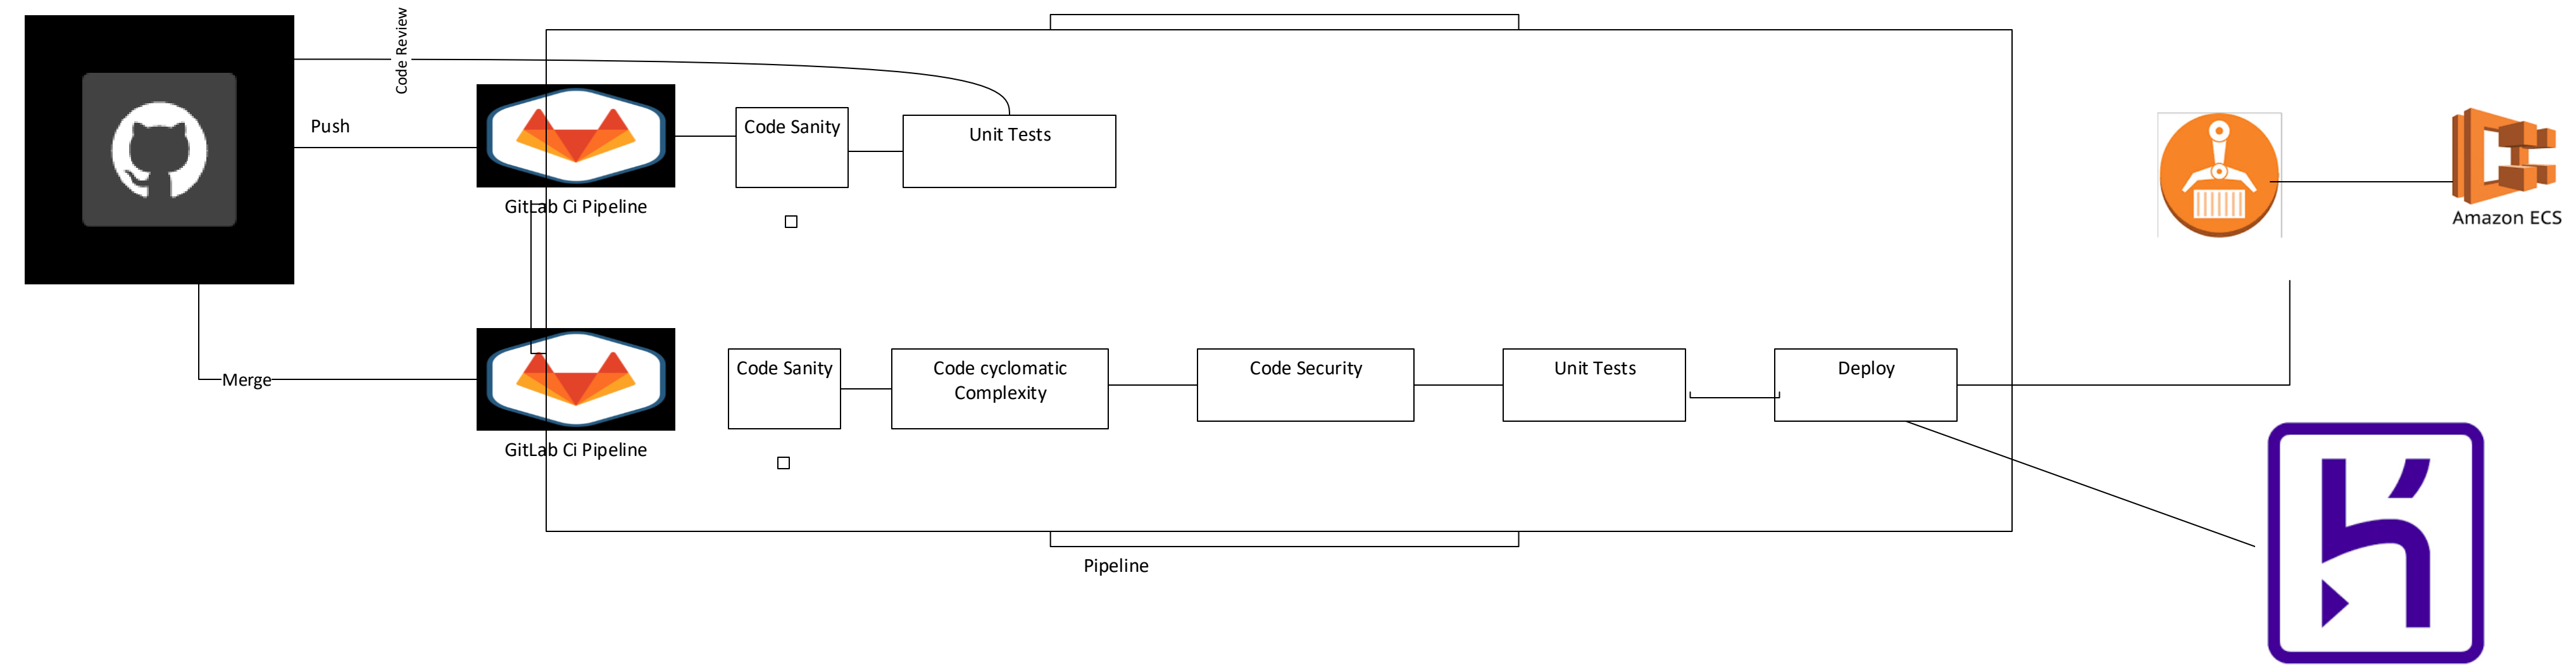 Code Review
Push
Code Sanity
Unit Tests
GitLab Ci Pipeline
Amazon ECS
Merge
Code Sanity
Code cyclomatic
Complexity
Code Security
Unit Tests
Deploy
GitLab Ci Pipeline
Pipeline